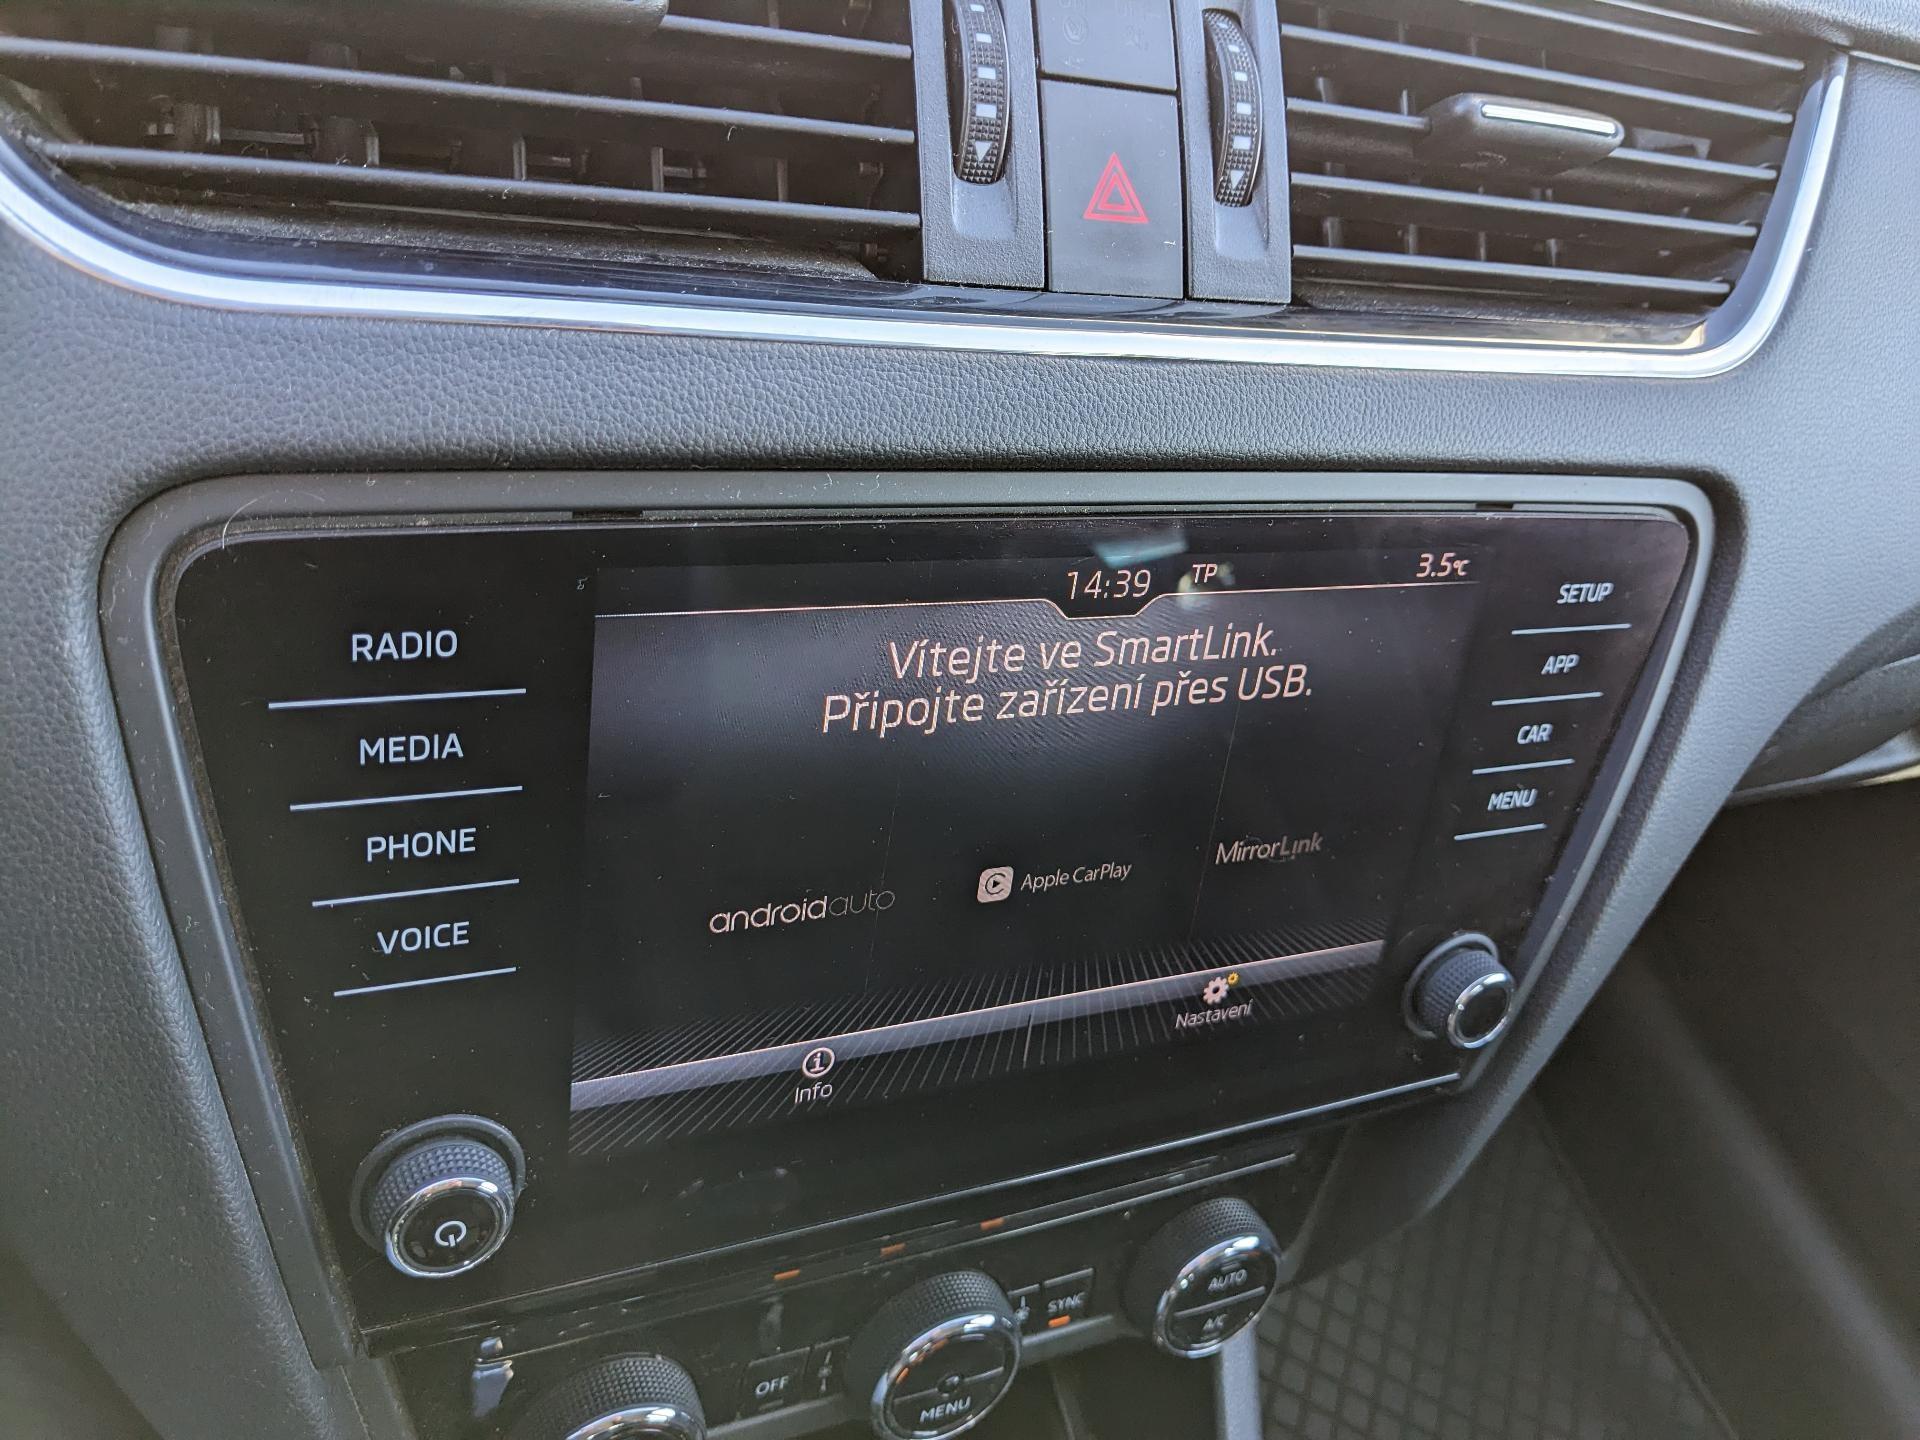 14:39 TP 3.5°C
RADIO
MEDIA
PHONE
VOICE
Vítejte ve SmartLink.
Připojte zařízení přes USB.
androidauto
Apple CarPlay
MirrorLink
Info
Nastavení
SETUP
APP
CAR
MENU
OFF
MENU
SYNC
AUTO
A/C